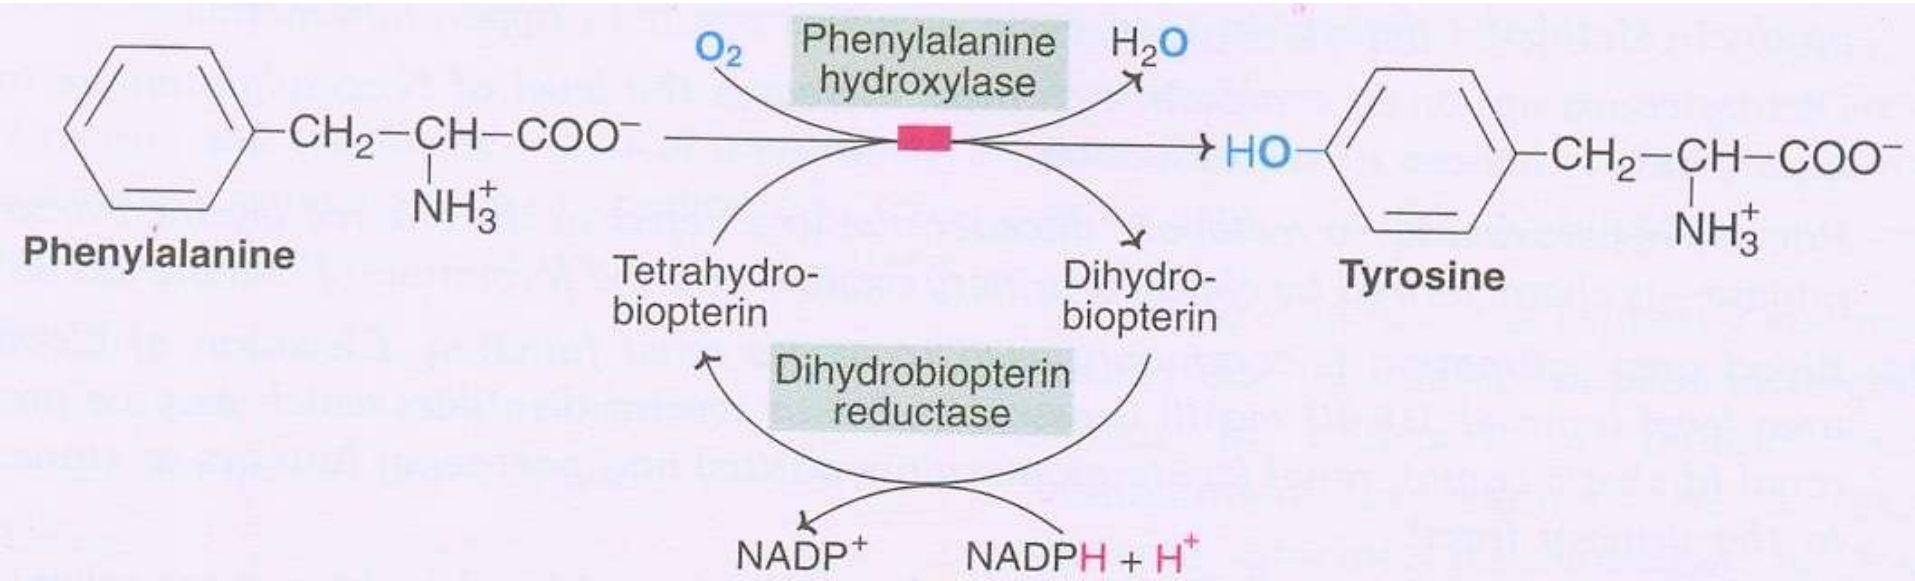 O₂
Phenylalanine
hydroxylase
H₂O
CH₂–CH–COO⁻
NH₃⁺
Phenylalanine
HO
CH₂–CH–COO⁻
NH₃⁺
Tyrosine
Tetrahydro-
biopterin
Dihydro-
biopterin
Dihydrobiopterin
reductase
NADP⁺
NADPH + H⁺